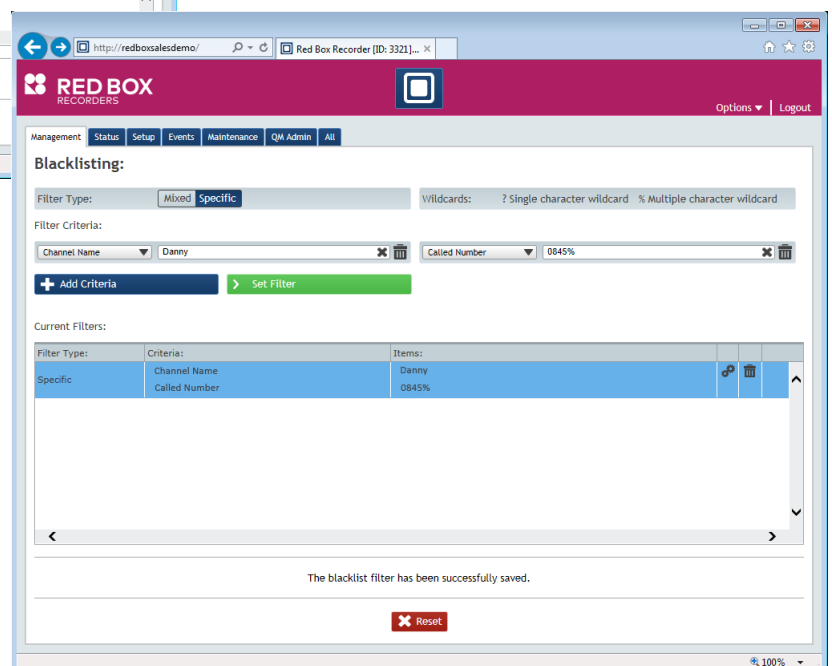 http://redboxsalesdemo/
Red Box Recorder [ID: 3321]...
RED BOX
RECORDERS
Options Logout
Management Status Setup Events Maintenance QM Admin All
Blacklisting:
Filter Type: Mixed Specific Wildcards: ? Single character wildcard % Multiple character wildcard
Filter Criteria:
Channel Name Danny Called Number 0845%
Add Criteria Set Filter
Current Filters:
Filter Type: Criteria: Items:
Specific
Channel Name Danny
Called Number 0845%
The blacklist filter has been successfully saved.
Reset
100%